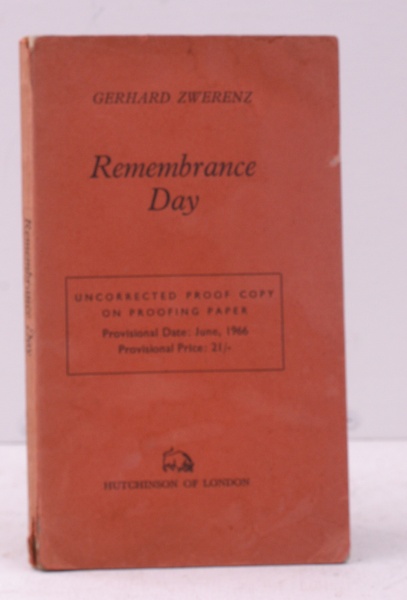 GERHARD ZWERENZ
Remembrance
Day
UNCORRECTED PROOF COPY
ON PROOFING PAPER
Provisional Date: June, 1966
Provisional Price: 21/-
HUTCHINSON OF LONDON
Remembrance Day